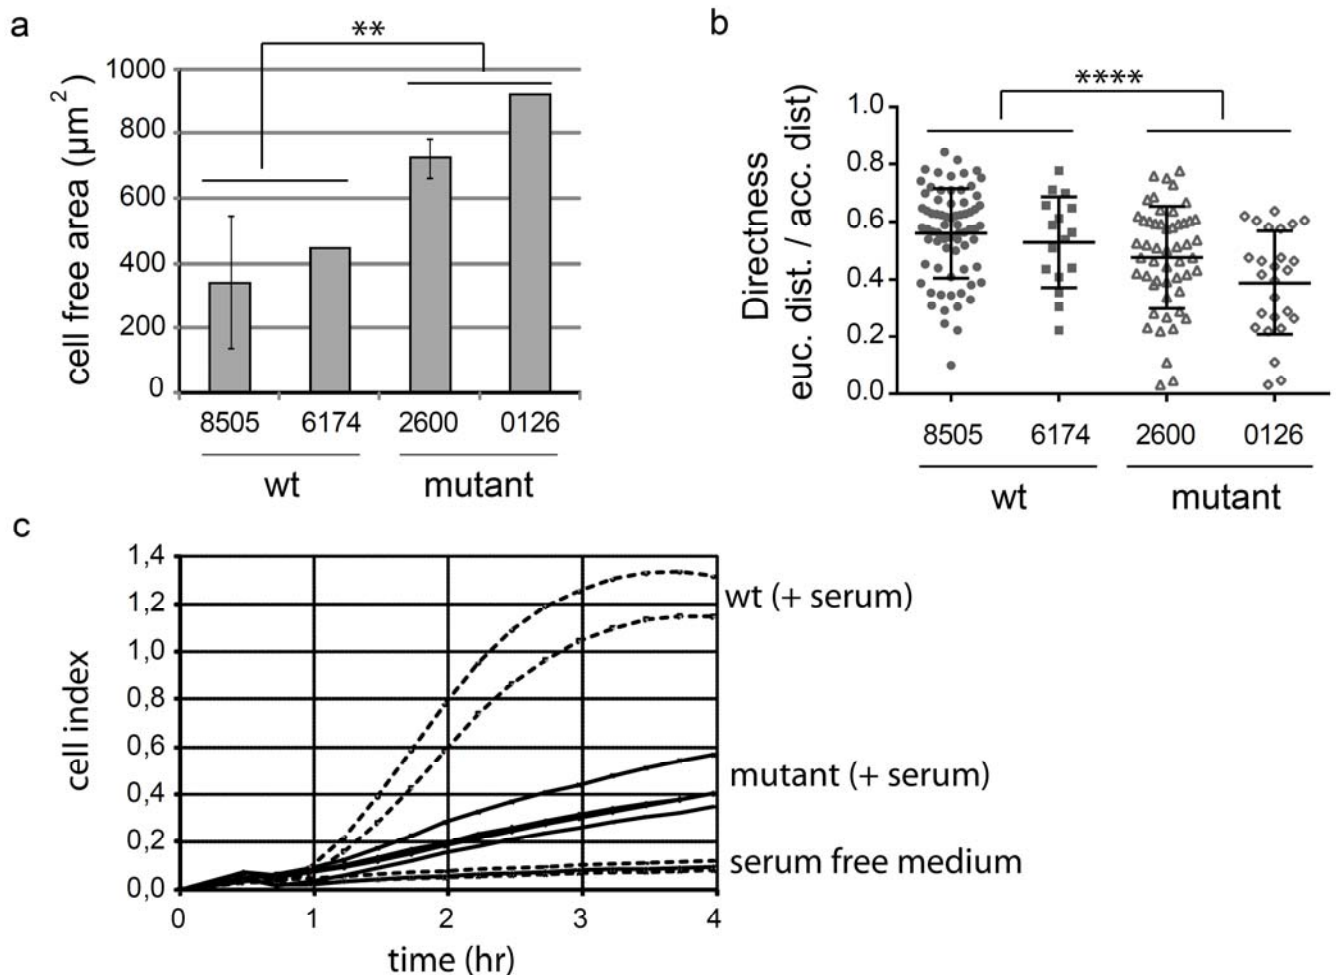 a
**
cell free area (µm²)
1000
800
600
400
200
0
8505 6174 2600 0126
wt mutant
b
****
Directness
euc. dist. / acc. dist)
1.0
0.8
0.6
0.4
0.2
0.0
8505 6174 2600 0126
wt mutant
c
cell index
1,4
1,2
1,0
0,8
0,6
0,4
0,2
0,0
0 1 2 3 4
time (hr)
wt (+ serum)
mutant (+ serum)
serum free medium